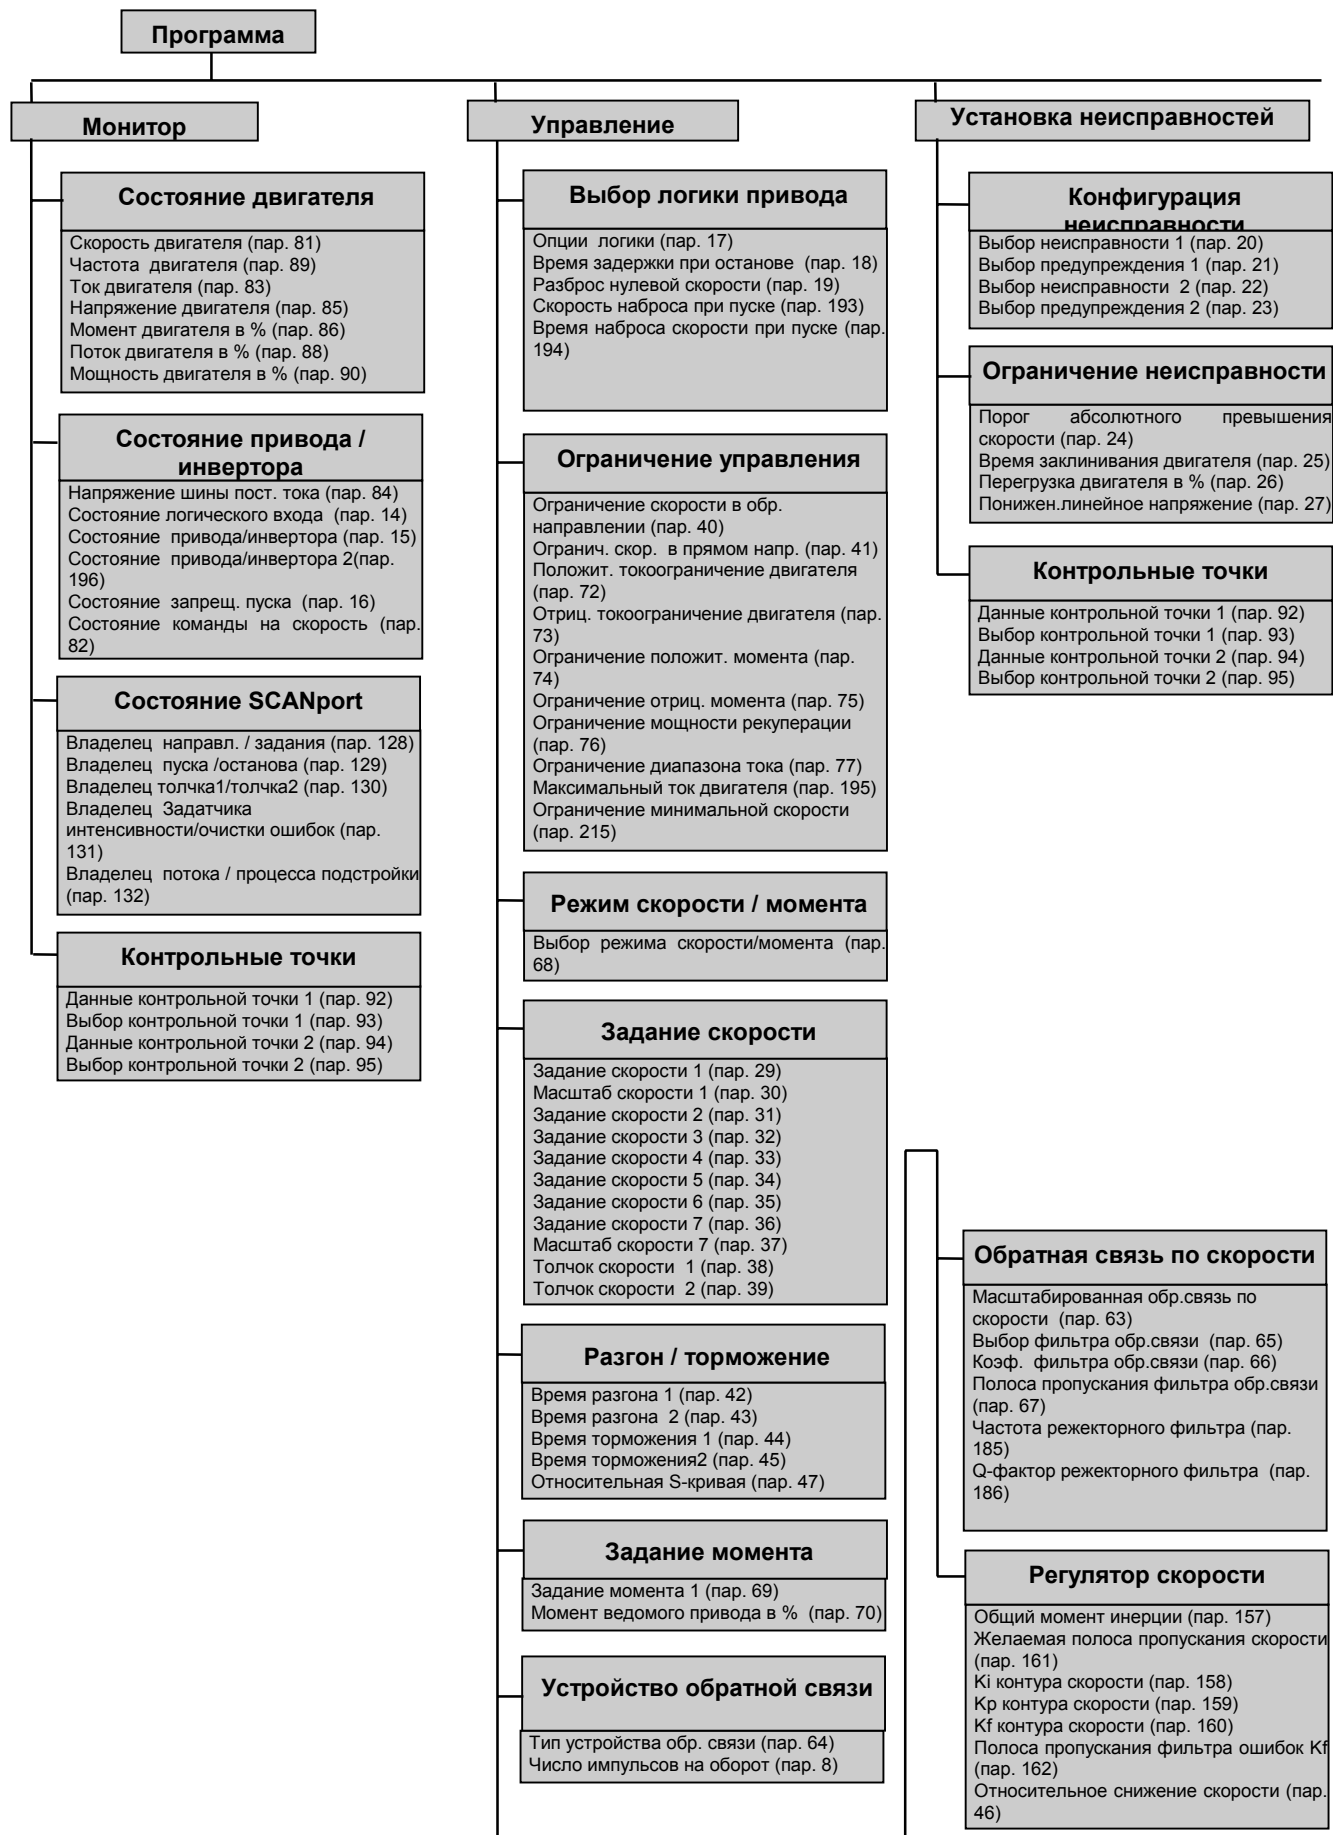 Программа
Монитор
Состояние двигателя
Скорость двигателя (пар. 81)
Частота двигателя (пар. 89)
Ток двигателя (пар. 83)
Напряжение двигателя (пар. 85)
Момент двигателя в % (пар. 86)
Поток двигателя в % (пар. 88)
Мощность двигателя в % (пар. 90)
Состояние привода /
инвертора
Напряжение шины пост. тока (пар. 84)
Состояние логического входа (пар. 14)
Состояние привода/инвертора (пар. 15)
Состояние привода/инвертора 2(пар.
196)
Состояние запрещ. пуска (пар. 16)
Состояние команды на скорость (пар.
82)
Состояние SCANport
Владелец направл. / задания (пар. 128)
Владелец пуска /останова (пар. 129)
Владелец толчка1/толчка2 (пар. 130)
Владелец Задатчика
интенсивности/очистки ошибок (пар.
131)
Владелец потока / процесса подстройки
(пар. 132)
Контрольные точки
Данные контрольной точки 1 (пар. 92)
Выбор контрольной точки 1 (пар. 93)
Данные контрольной точки 2 (пар. 94)
Выбор контрольной точки 2 (пар. 95)
Управление
Выбор логики привода
Опции логики (пар. 17)
Время задержки при останове (пар. 18)
Разброс нулевой скорости (пар. 19)
Скорость наброса при пуске (пар. 193)
Время наброса скорости при пуске (пар.
194)
Ограничение управления
Ограничение скорости в обр.
направлении (пар. 40)
Огранич. скор. в прямом напр. (пар. 41)
Положит. токоограничение двигателя
(пар. 72)
Отриц. токоограничение двигателя (пар.
73)
Ограничение положит. момента (пар.
74)
Ограничение отриц. момента (пар. 75)
Ограничение мощности рекуперации
(пар. 76)
Ограничение диапазона тока (пар. 77)
Максимальный ток двигателя (пар. 195)
Ограничение минимальной скорости
(пар. 215)
Режим скорости / момента
Выбор режима скорости/момента (пар.
68)
Задание скорости
Задание скорости 1 (пар. 29)
Масштаб скорости 1 (пар. 30)
Задание скорости 2 (пар. 31)
Задание скорости 3 (пар. 32)
Задание скорости 4 (пар. 33)
Задание скорости 5 (пар. 34)
Задание скорости 6 (пар. 35)
Задание скорости 7 (пар. 36)
Масштаб скорости 7 (пар. 37)
Толчок скорости 1 (пар. 38)
Толчок скорости 2 (пар. 39)
Разгон / торможение
Время разгона 1 (пар. 42)
Время разгона 2 (пар. 43)
Время торможения 1 (пар. 44)
Время торможения2 (пар. 45)
Относительная S-кривая (пар. 47)
Задание момента
Задание момента 1 (пар. 69)
Момент ведомого привода в % (пар. 70)
Устройство обратной связи
Тип устройства обр. связи (пар. 64)
Число импульсов на оборот (пар. 8)
Установка неисправностей
Конфигурация
неисправности
Выбор неисправности 1 (пар. 20)
Выбор предупреждения 1 (пар. 21)
Выбор неисправности 2 (пар. 22)
Выбор предупреждения 2 (пар. 23)
Ограничение неисправности
Порог абсолютного превышения
скорости (пар. 24)
Время заклинивания двигателя (пар. 25)
Перегрузка двигателя в % (пар. 26)
Понижен.линейное напряжение (пар. 27)
Контрольные точки
Данные контрольной точки 1 (пар. 92)
Выбор контрольной точки 1 (пар. 93)
Данные контрольной точки 2 (пар. 94)
Выбор контрольной точки 2 (пар. 95)
Обратная связь по скорости
Масштабированная обр.связь по
скорости (пар. 63)
Выбор фильтра обр.связи (пар. 65)
Коэф. фильтра обр.связи (пар. 66)
Полоса пропускания фильтра обр.связи
(пар. 67)
Частота режекторного фильтра (пар.
185)
Q-фактор режекторного фильтра (пар.
186)
Регулятор скорости
Общий момент инерции (пар. 157)
Желаемая полоса пропускания скорости
(пар. 161)
Ki контура скорости (пар. 158)
Kp контура скорости (пар. 159)
Kf контура скорости (пар. 160)
Полоса пропускания фильтра ошибок Kf
(пар. 162)
Относительное снижение скорости (пар.
46)